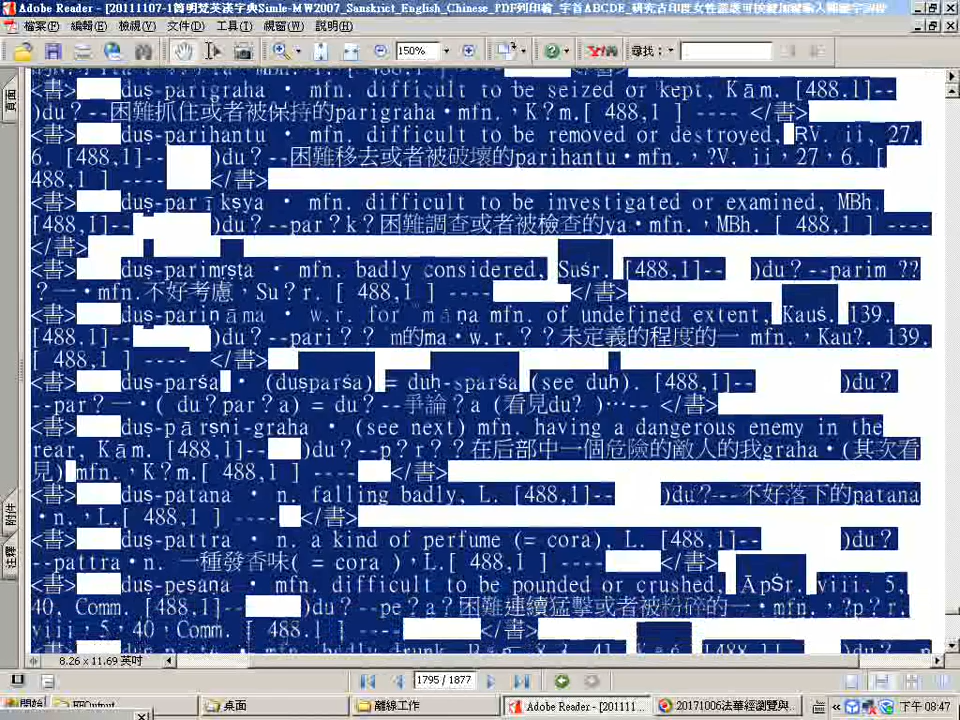 Adobe Reader - [20111107-1簡明梵英漢字典Simle-MW2007_Sanskrict_English_Chinese_PDF列印檔_字首ABCDE_研究古印度女性
檔案(F) 編輯(E) 檢視(V) 文件(D) 工具(T) 視窗(W) 說明(H)
150% 尋找：
頁面
附件
注釋
<書> duṣ-parigraha • mfn. difficult to be seized or kept, Kām. [488,1]--
)du？--困難抓住或者被保持的parigraha•mfn.，K？m.[ 488,1 ] ---- </書>
<書> duṣ-parihantu • mfn. difficult to be removed or destroyed, ṚV. ii, 27,
6. [488,1]-- )du？--困難移去或者被破壞的parihantu•mfn.，?V. ii，27，6. [
488,1 ] ---- </書>
<書> duṣ-parīkṣya • mfn. difficult to be investigated or examined, MBh.
[488,1]-- )du？--par？k？困難調查或者被檢查的ya•mfn.，MBh. [ 488,1 ] ----
</書>
<書> duṣ-parimṛṣṭa • mfn. badly considered, Suśr. [488,1]-- )du？--parim ??
？一•mfn.不好考慮，Su？r. [ 488,1 ] ---- </書>
<書> duṣ-pariṇāma • w.r. for °māṇa mfn. of undefined extent, Kauś. 139.
[488,1]-- )du？--pari？？ m的ma•w.r.？？未定義的程度的一 mfn.，Kau?. 139.
[ 488,1 ] ---- </書>
<書> duṣ-parśa • (duṣparśa) = duḥ-sparśa (see duḥ). [488,1]-- )du？
--par？一•( du？par？a) = du？--爭論？a (看見du? )…-- </書>
<書> duṣ-pārṣṇi-graha • (see next) mfn. having a dangerous enemy in the
rear, Kām. [488,1]-- )du？--p？r？？在后部中一個危險的敵人的我graha•(其次看
見) mfn.，K？m.[ 488,1 ] ---- </書>
<書> duṣ-patana • n. falling badly, L. [488,1]-- )du？--不好落下的patana
•n.，L.[ 488,1 ] ---- </書>
<書> duṣ-pattra • n. a kind of perfume (= cora), L. [488,1]-- )du？
--pattra•n. 一種發香味( = cora )，L.[ 488,1 ] ---- </書>
<書> duṣ-peṣaṇa • mfn. difficult to be pounded or crushed, ĀpŚr. viii, 5,
40, Comm. [488,1]-- )du？--pe？a？困難連續猛擊或者被粉碎的一•mfn.，?p？r.
viii，5，40，Comm. [ 488,1 ] ---- </書>
8.26 x 11.69 英吋
1795 / 1877
開始 FFOutput 桌面 離線工作 Adobe Reader - [201111... 20171006法華經瀏覽與... 下午 08:47